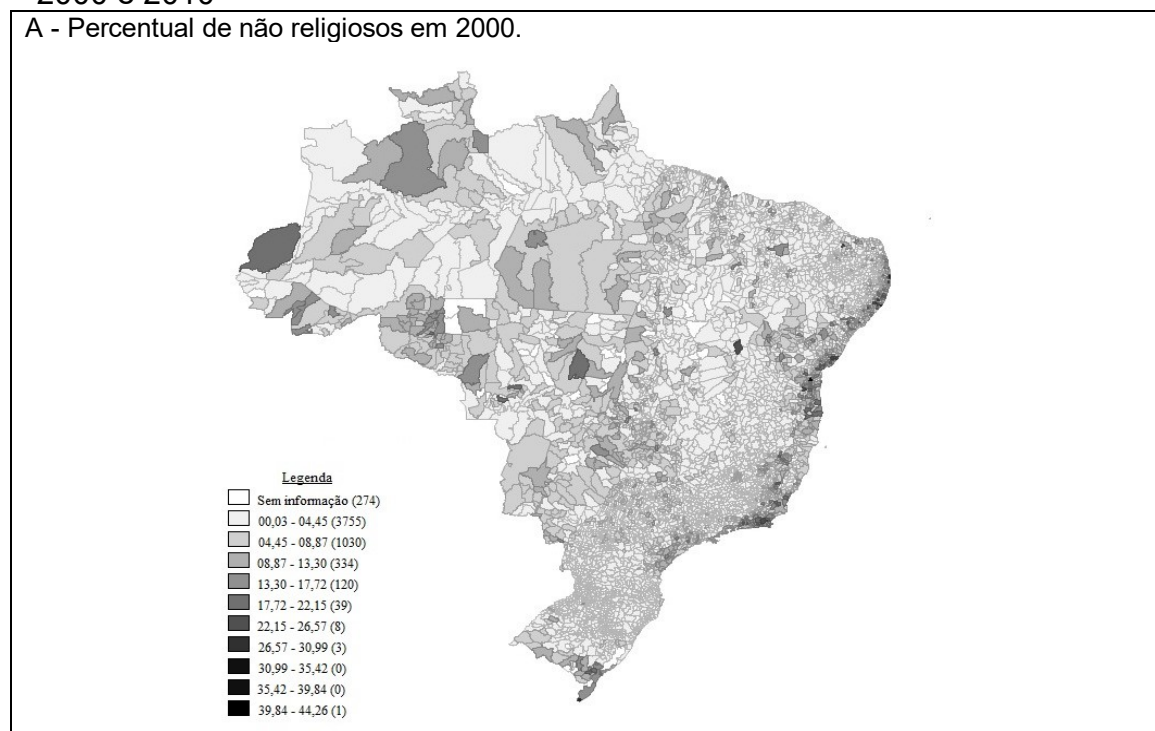 2000 e 2010
A - Percentual de não religiosos em 2000.
Legenda
Sem informação (274)
00,03 - 04,45 (3755)
04,45 - 08,87 (1030)
08,87 - 13,30 (334)
13,30 - 17,72 (120)
17,72 - 22,15 (39)
22,15 - 26,57 (8)
26,57 - 30,99 (3)
30,99 - 35,42 (0)
35,42 - 39,84 (0)
39,84 - 44,26 (1)